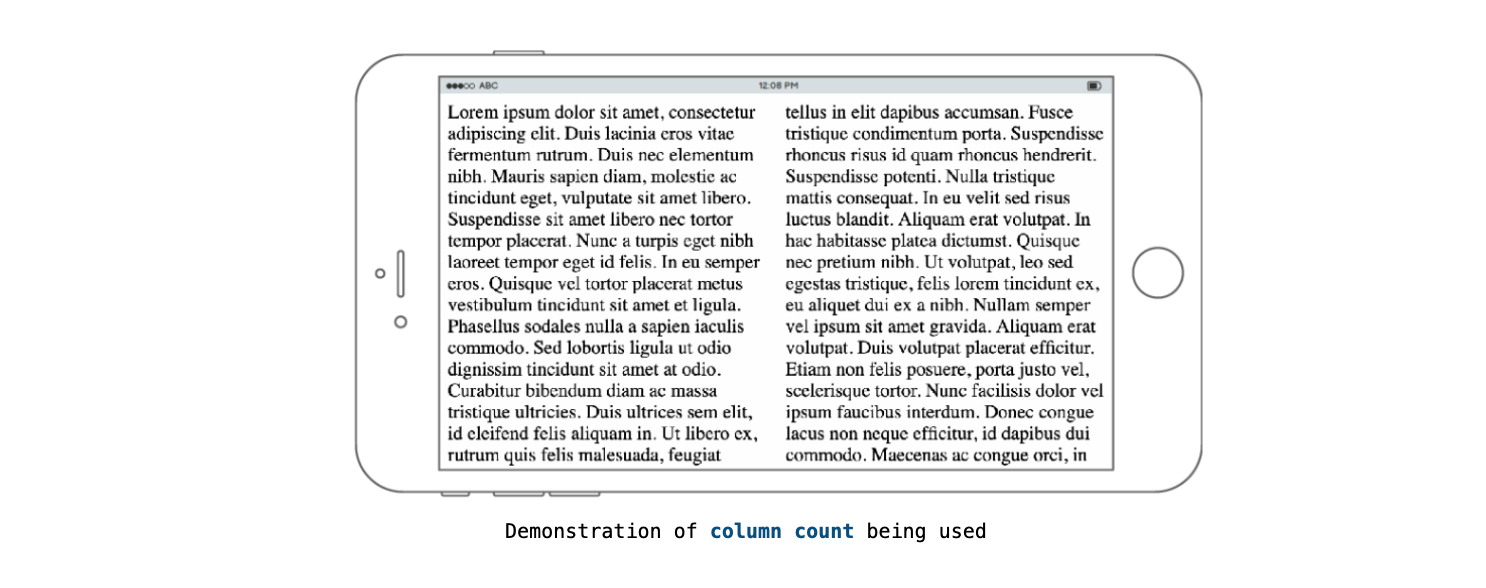 ABC 12:08 PM
Lorem ipsum dolor sit amet, consectetur
adipiscing elit. Duis lacinia eros vitae
fermentum rutrum. Duis nec elementum
nibh. Mauris sapien diam, molestie ac
tincidunt eget, vulputate sit amet libero.
Suspendisse sit amet libero nec tortor
tempor placerat. Nunc a turpis eget nibh
laoreet tempor eget id felis. In eu semper
eros. Quisque vel tortor placerat metus
vestibulum tincidunt sit amet et ligula.
Phasellus sodales nulla a sapien iaculis
commodo. Sed lobortis ligula ut odio
dignissim tincidunt sit amet at odio.
Curabitur bibendum diam ac massa
tristique ultricies. Duis ultrices sem elit,
id eleifend felis aliquam in. Ut libero ex,
rutrum quis felis malesuada, feugiat
tellus in elit dapibus accumsan. Fusce
tristique condimentum porta. Suspendisse
rhoncus risus id quam rhoncus hendrerit.
Suspendisse potenti. Nulla tristique
mattis consequat. In eu velit sed risus
luctus blandit. Aliquam erat volutpat. In
hac habitasse platea dictumst. Quisque
nec pretium nibh. Ut volutpat, leo sed
egestas tristique, felis lorem tincidunt ex,
eu aliquet dui ex a nibh. Nullam semper
vel ipsum sit amet gravida. Aliquam erat
volutpat. Duis volutpat placerat efficitur.
Etiam non felis posuere, porta justo vel,
scelerisque tortor. Nunc facilisis dolor vel
ipsum faucibus interdum. Donec congue
lacus non neque efficitur, id dapibus dui
commodo. Maecenas ac congue orci, in
Demonstration of column count being used